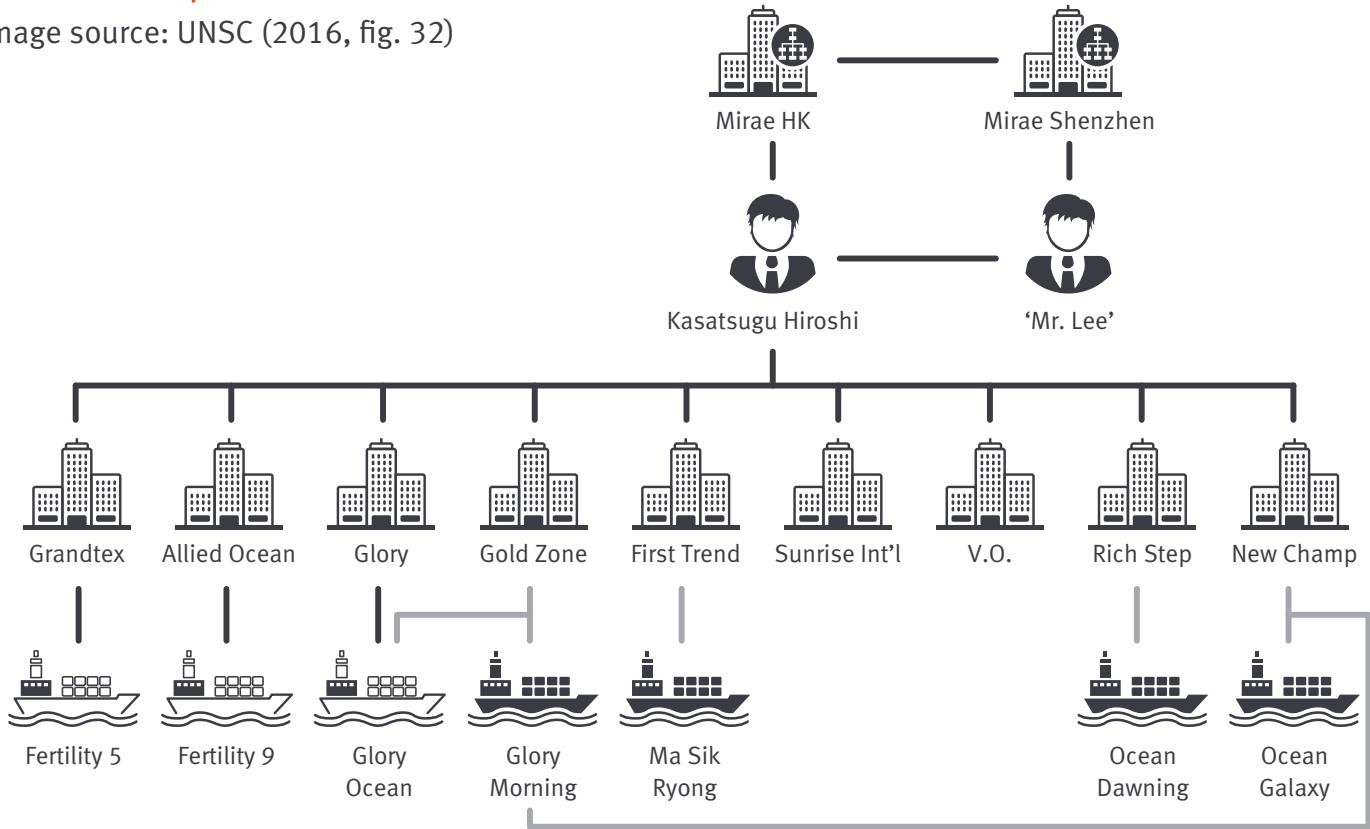 mage source: UNSC (2016, fig. 32)
Mirae HK
Mirae Shenzhen
Kasatsugu Hiroshi
‘Mr. Lee’
Grandtex
Allied Ocean
Glory
Gold Zone
First Trend
Sunrise Int'l
V.O.
Rich Step
New Champ
Fertility 5
Fertility 9
Glory
Ocean
Glory
Morning
Ma Sik
Ryong
Ocean
Dawning
Ocean
Galaxy